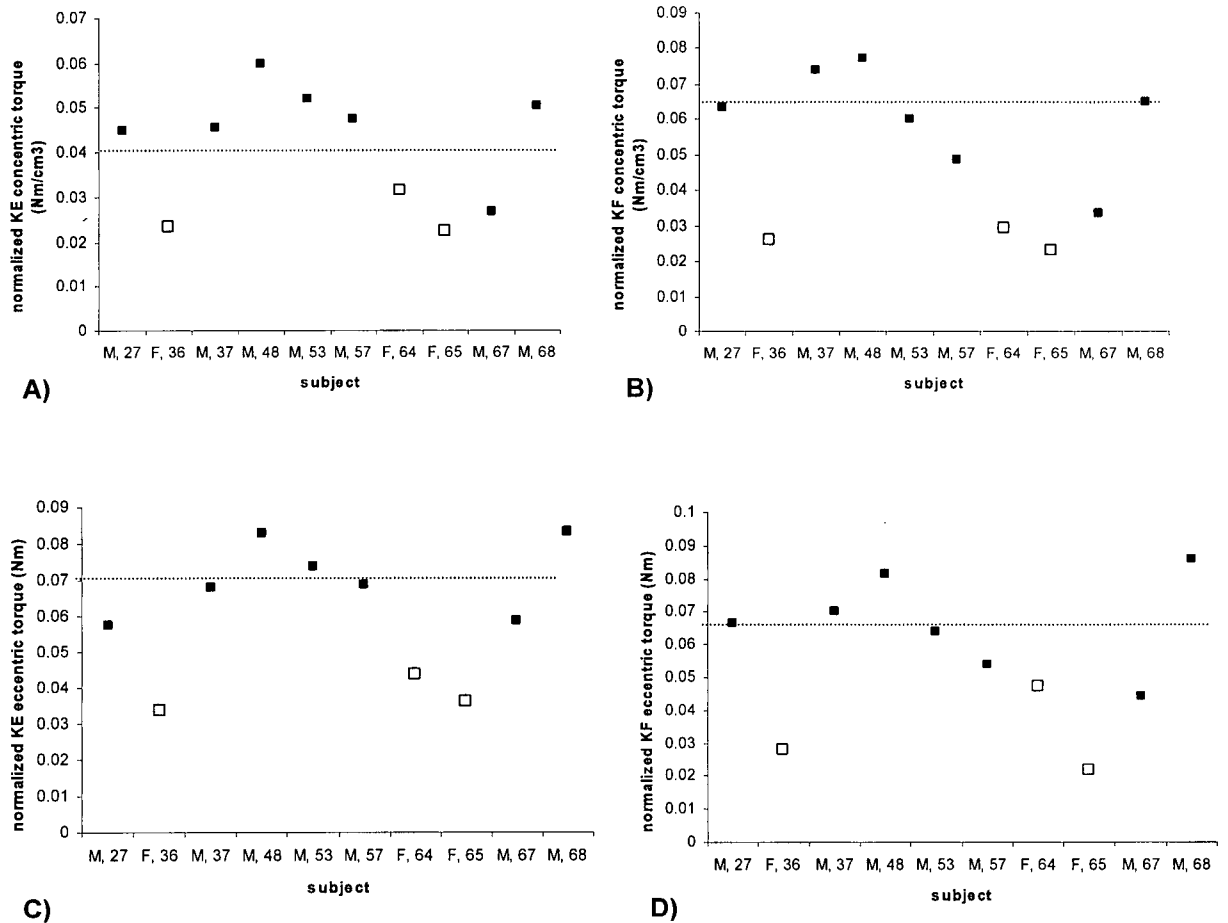 0.07
0.06
0.05
0.04
0.03
0.02
0.01
0
normalized KE concentric torque
(Nm/cm3)
M, 27 F, 36 M, 37 M, 48 M, 53 M, 57 F, 64 F, 65 M, 67 M, 68
subject
A)
0.09
0.08
0.07
0.06
0.05
0.04
0.03
0.02
0.01
0
normalized KF concentric torque
(Nm/cm3)
M, 27 F, 36 M, 37 M, 48 M, 53 M, 57 F, 64 F, 65 M, 67 M, 68
subject
B)
0.09
0.08
0.07
0.06
0.05
0.04
0.03
0.02
0.01
0
normalized KE eccentric torque (Nm)
M, 27 F, 36 M, 37 M, 48 M, 53 M, 57 F, 64 F, 65 M, 67 M, 68
subject
C)
0.1
0.09
0.08
0.07
0.06
0.05
0.04
0.03
0.02
0.01
0
normalized KF eccentric torque (Nm)
M, 27 F, 36 M, 37 M, 48 M, 53 M, 57 F, 64 F, 65 M, 67 M, 68
subject
D)